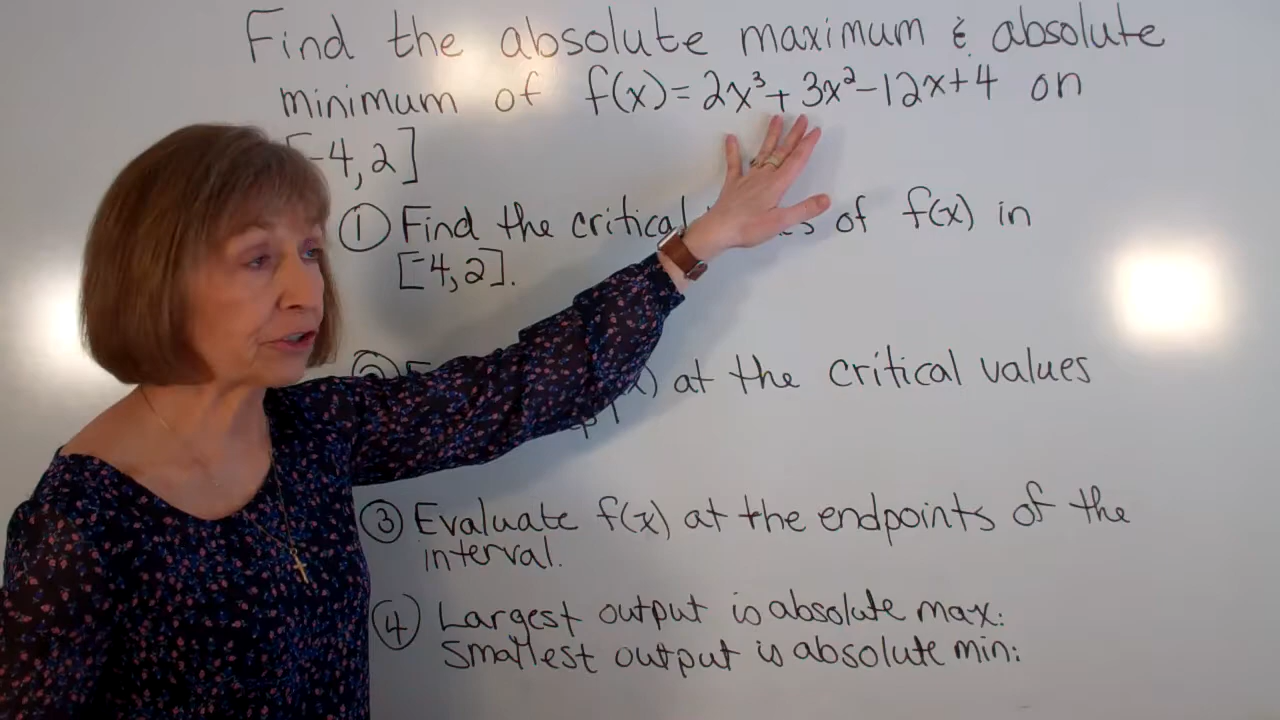 Find the absolute maximum & absolute
minimum of f(x) = 2x³ + 3x² - 12x + 4 on
[-4, 2]
① Find the critical of f(x) in
[-4, 2].
② at the critical values
③ Evaluate f(x) at the endpoints of the
interval.
④ Largest output is absolute max:
Smallest output is absolute min: